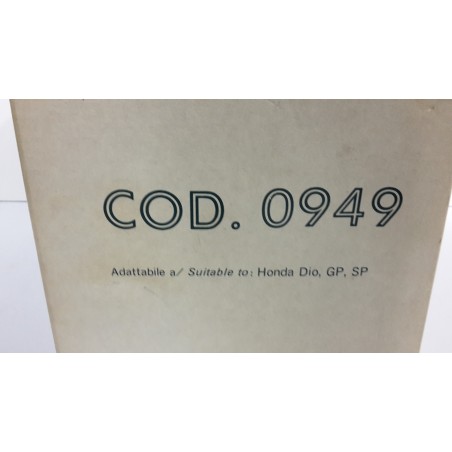 COD. 0949
Adattabile a/ Suitable to: Honda Dio, GP, SP